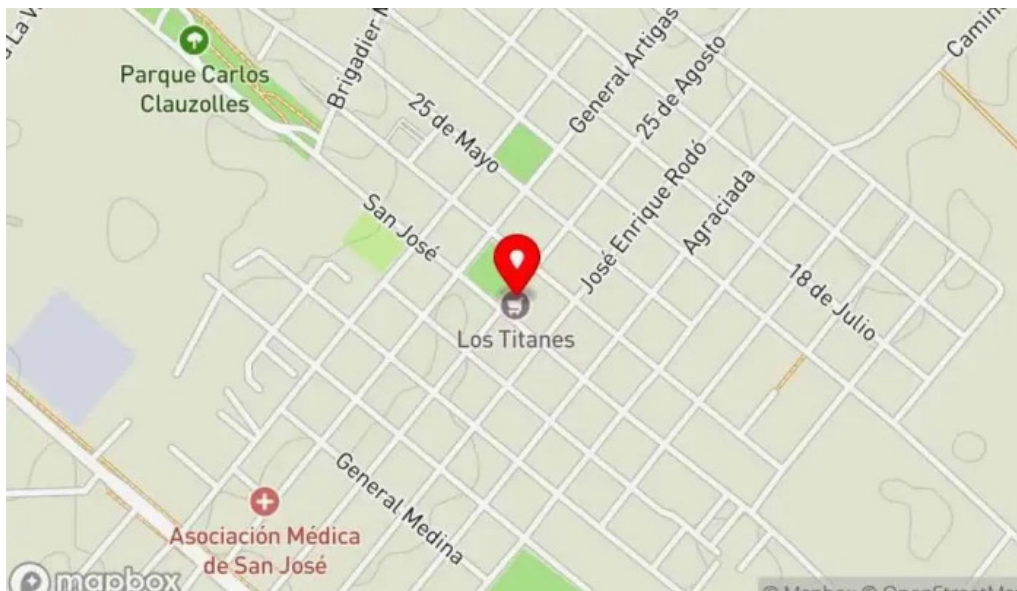 Parque Carlos
Clauzolles
25 de Mayo
General Artigas
25 de Agosto
San José
José Enrique Rodó
Agraciada
18 de Julio
Los Titanes
General Medina
Asociación Médica
de San José
mapbox
© Mapbox © OpenStreetMap